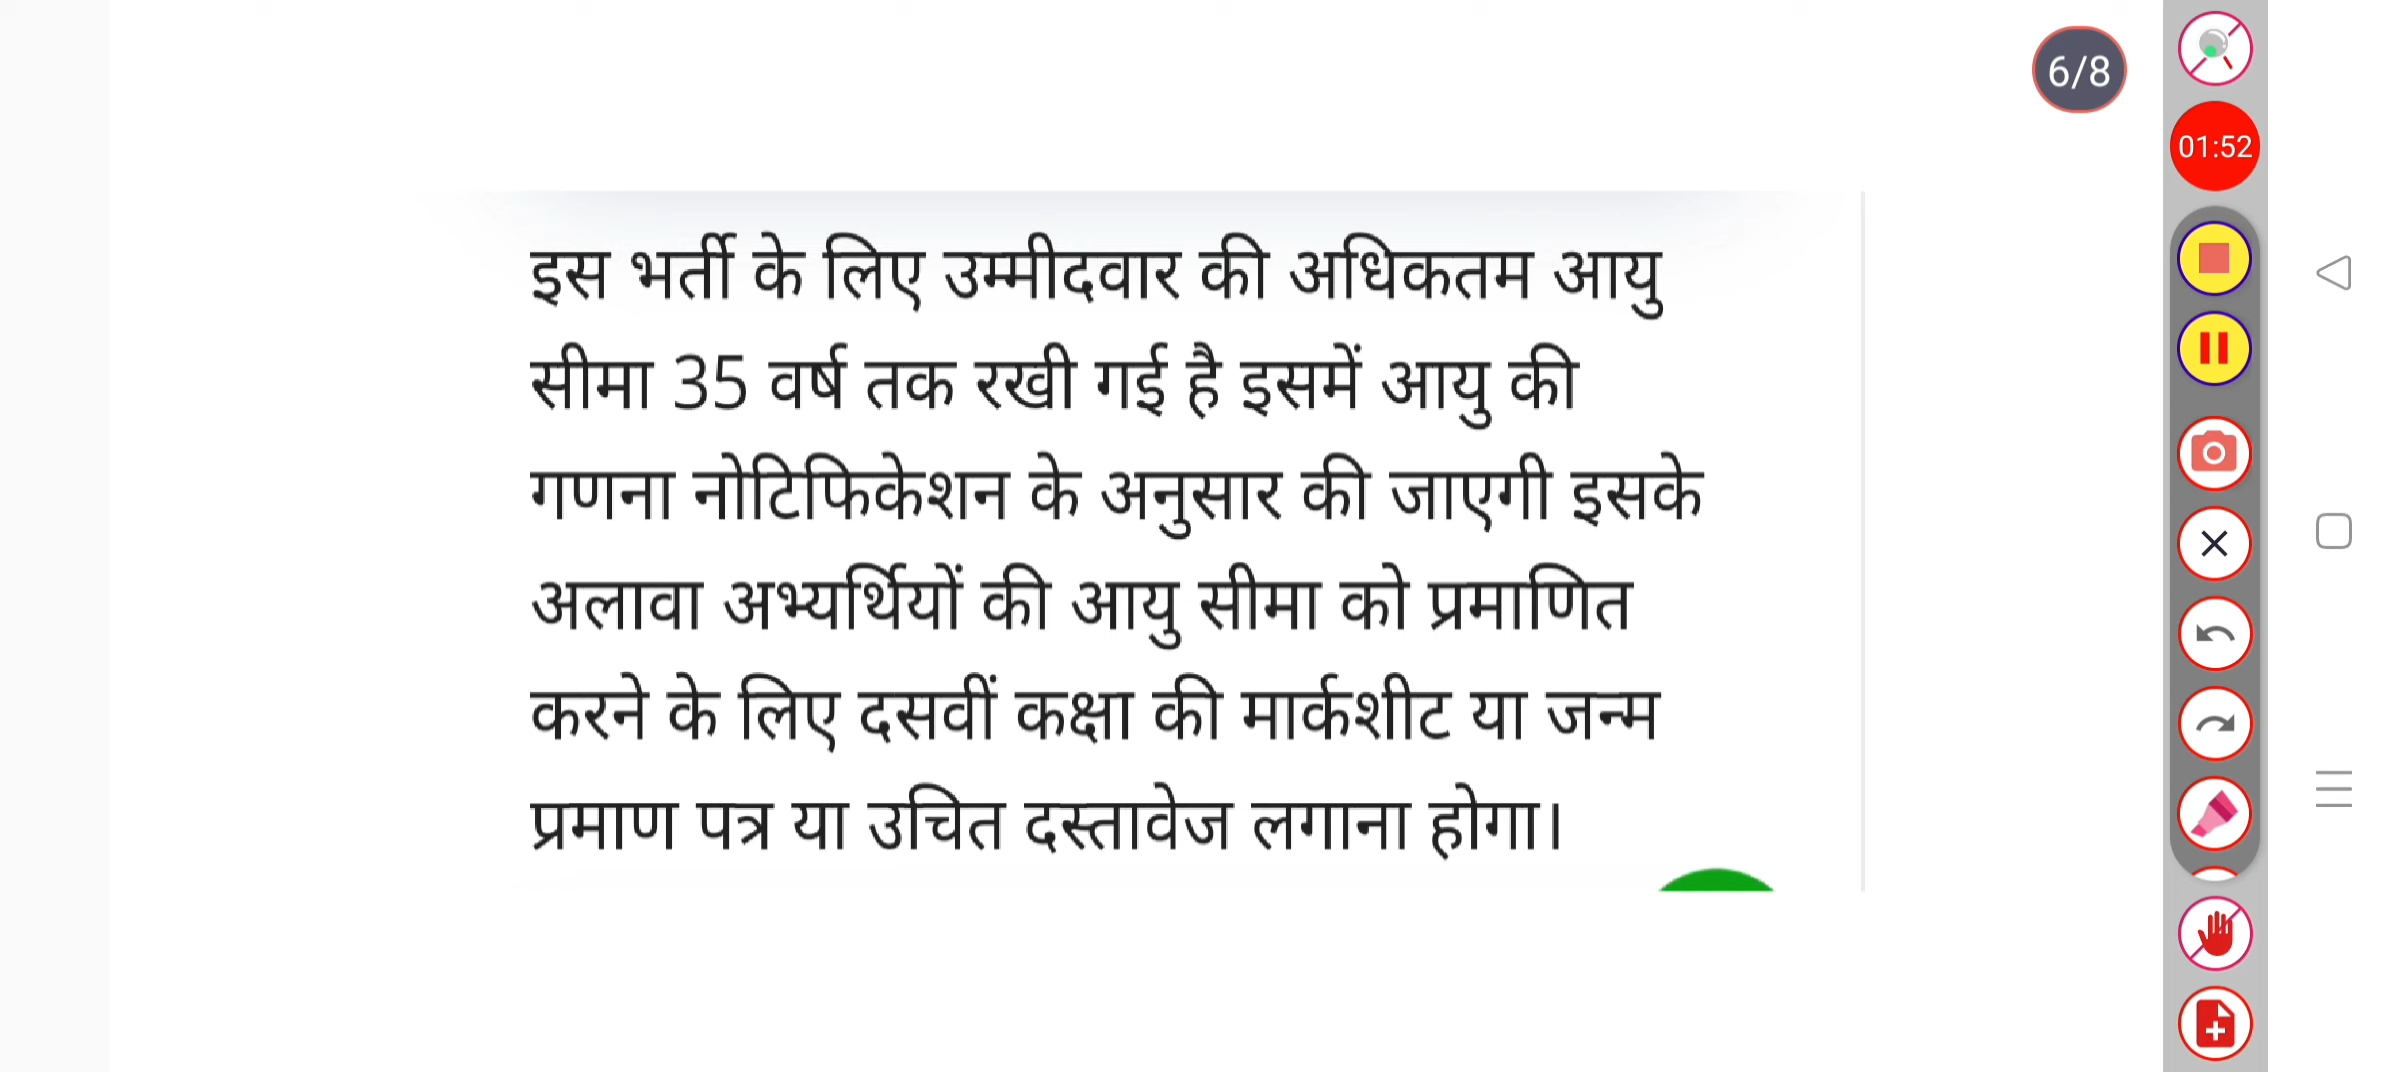 6/8
01:52
इस भर्ती के लिए उम्मीदवार की अधिकतम आयु
सीमा 35 वर्ष तक रखी गई है इसमें आयु की
गणना नोटिफिकेशन के अनुसार की जाएगी इसके
अलावा अभ्यर्थियों की आयु सीमा को प्रमाणित
करने के लिए दसवीं कक्षा की मार्कशीट या जन्म
प्रमाण पत्र या उचित दस्तावेज लगाना होगा।